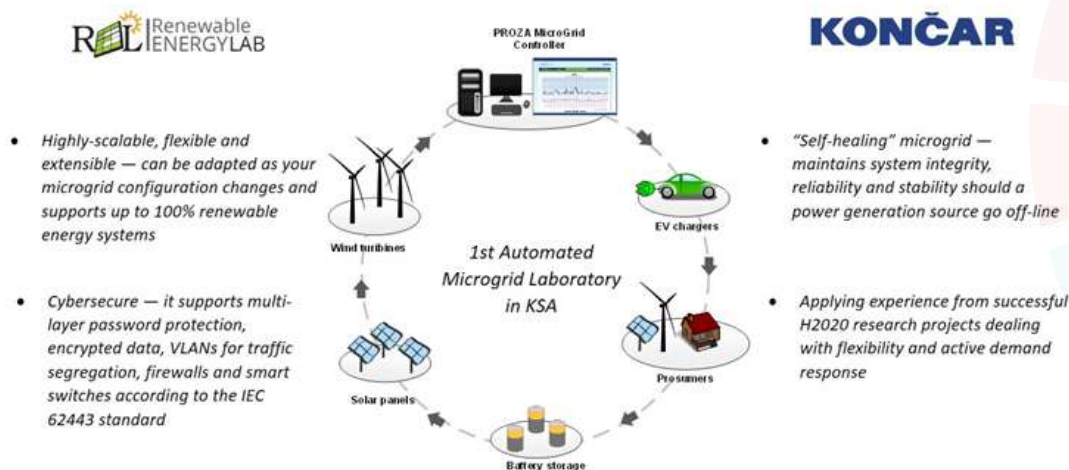 REL Renewable
ENERGYLAB
PROZA MicroGrid
Controller
KONČAR
• Highly-scalable, flexible and
extensible — can be adapted as your
microgrid configuration changes and
supports up to 100% renewable
energy systems
• Cybersecure — it supports multi-
layer password protection,
encrypted data, VLANs for traffic
segregation, firewalls and smart
switches according to the IEC
62443 standard
Wind turibines
Solar panels
1st Automated
Microgrid Laboratory
in KSA
EV chargers
Prosumers
Battery storage
• “Self-healing” microgrid —
maintains system integrity,
reliability and stability should a
power generation source go off-line
• Applying experience from successful
H2020 research projects dealing
with flexibility and active demand
response